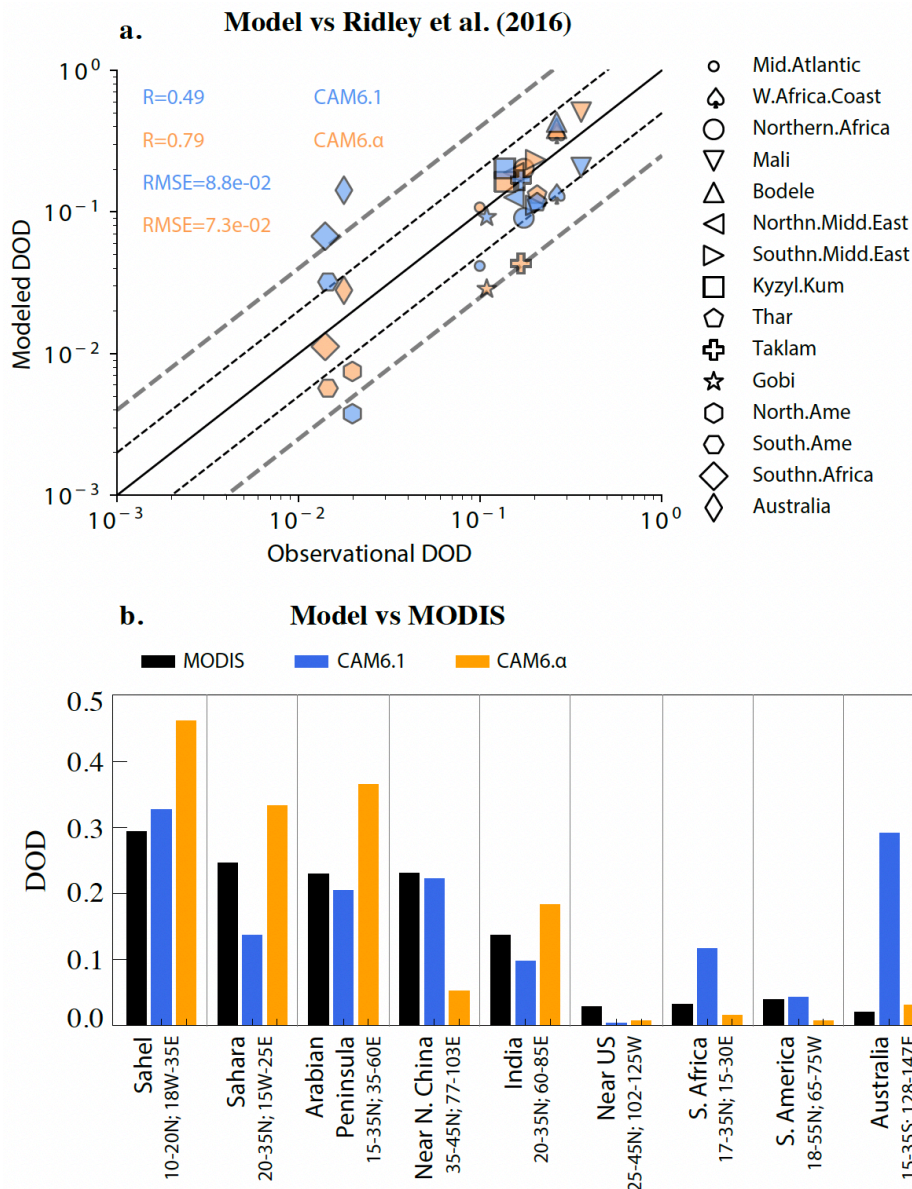 a.
Model vs Ridley et al. (2016)
10⁰
10⁻¹
10⁻²
10⁻³
Modeled DOD
R=0.49 CAM6.1
R=0.79 CAM6.α
RMSE=8.8e-02
RMSE=7.3e-02
10⁻³ 10⁻² 10⁻¹ 10⁰
Observational DOD
Mid.Atlantic
W.Africa.Coast
Northern.Africa
Mali
Bodele
Northn.Midd.East
Southn.Midd.East
Kyzyl.Kum
Thar
Taklam
Gobi
North.Ame
South.Ame
Southn.Africa
Australia
b.
Model vs MODIS
MODIS CAM6.1 CAM6.α
0.5
0.4
0.3
0.2
0.1
0.0
DOD
Sahel
10-20N; 18W-35E
Sahara
20-35N; 15W-25E
Arabian
Peninsula
15-35N; 35-60E
Near N. China
35-45N; 77-103E
India
20-35N; 60-85E
Near US
25-45N; 102-125W
S. Africa
17-35N; 15-30E
S. America
18-55N; 65-75W
Australia
15-35S; 128-147E